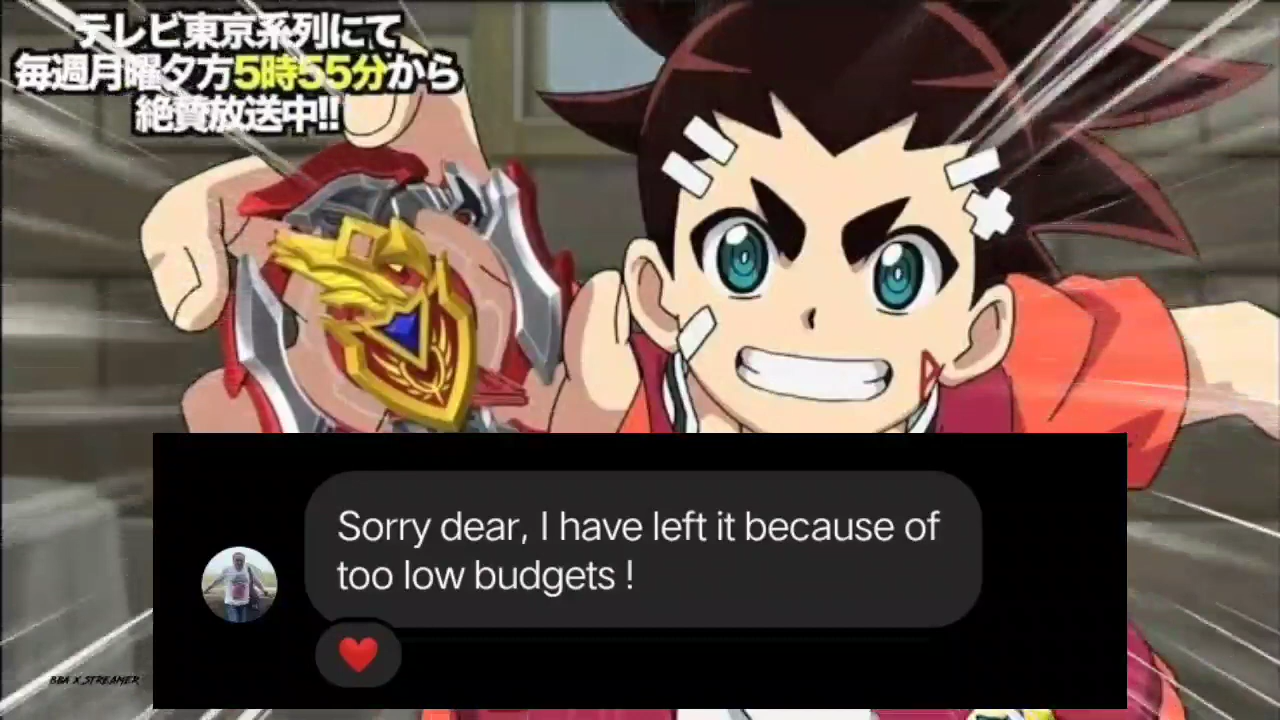 テレビ東京系列にて
毎週月曜夕方5時55分から
絶賛放送中!!
Sorry dear, I have left it because of
too low budgets !
BBA X STREAMER